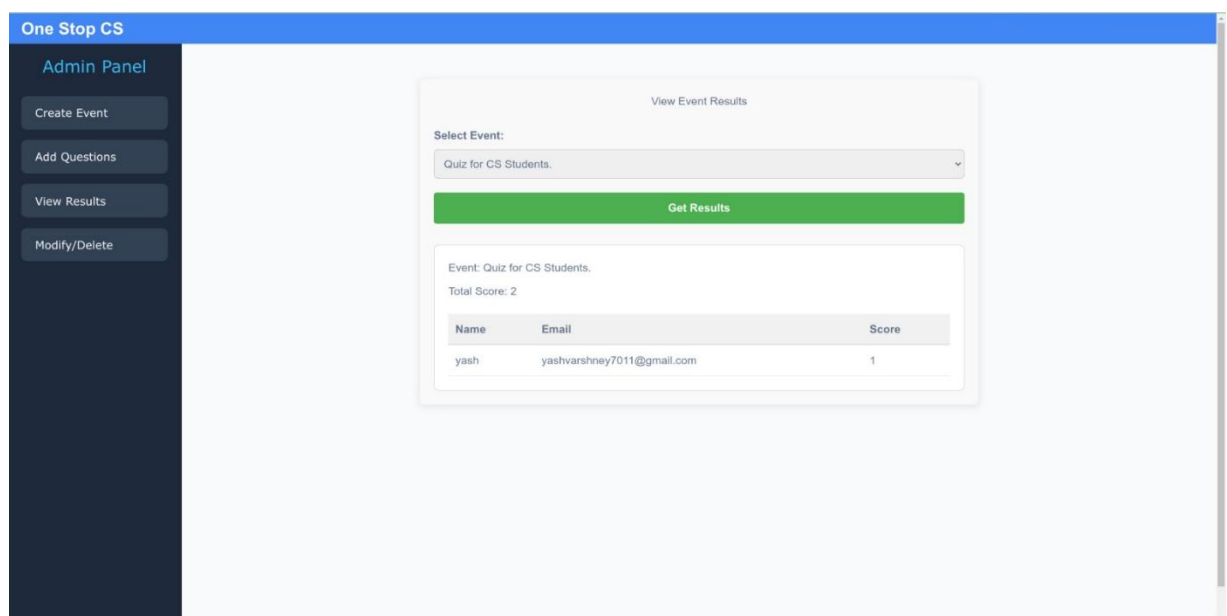 One Stop CS
Admin Panel
Create Event
Add Questions
View Results
Modify/Delete
View Event Results
Select Event:
Quiz for CS Students.
Get Results
Event: Quiz for CS Students.
Total Score: 2
Name Email Score
yash yashvarshney7011@gmail.com 1